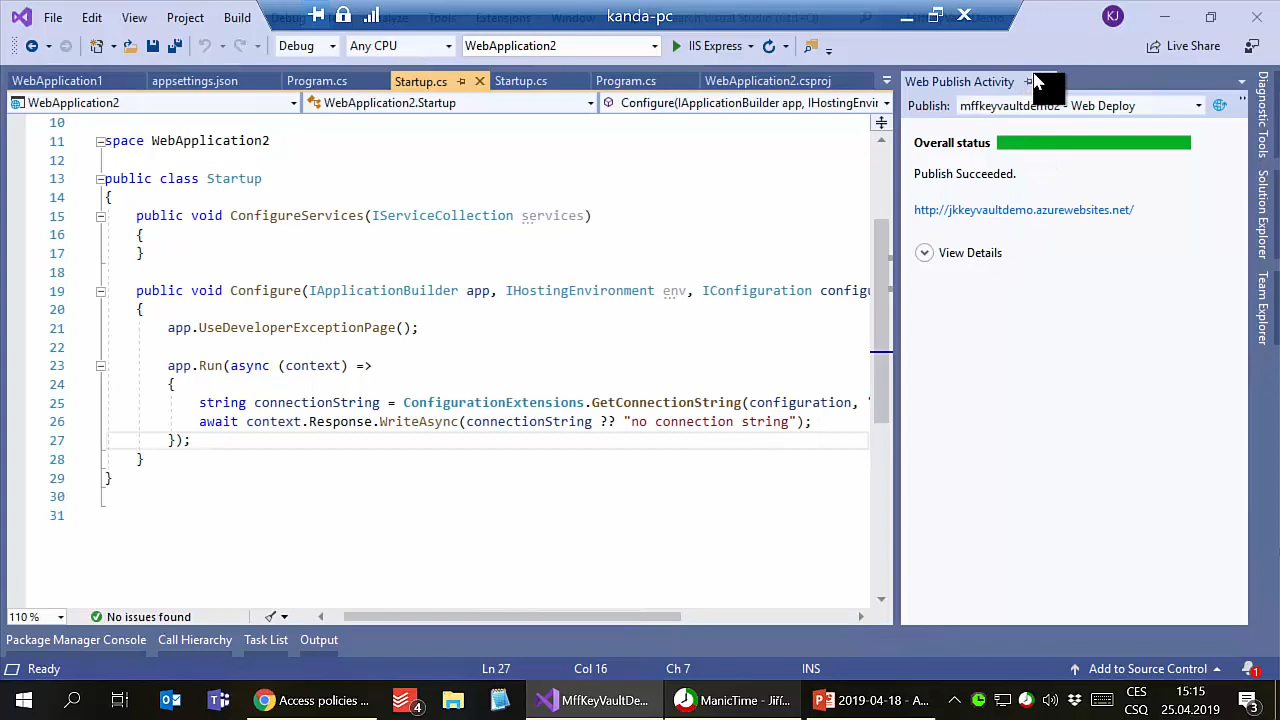 File Edit View Project Build
kanda-pc
KJ
Debug Any CPU WebApplication2 IIS Express Live Share
WebApplication1 appsettings.json Program.cs Startup.cs Startup.cs Program.cs WebApplication2.csproj
WebApplication2 WebApplication2.Startup Configure(IApplicationBuilder app, IHostingEnvir
10
11 space WebApplication2
12
13 public class Startup
14 {
15 public void ConfigureServices(IServiceCollection services)
16 {
17 }
18
19 public void Configure(IApplicationBuilder app, IHostingEnvironment env, IConfiguration configu
20 {
21 app.UseDeveloperExceptionPage();
22
23 app.Run(async (context) =>
24 {
25 string connectionString = ConfigurationExtensions.GetConnectionString(configuration, "
26 await context.Response.WriteAsync(connectionString ?? "no connection string");
27 });
28 }
29 }
30
31
110 % No issues found
Web Publish Activity
Publish: mffkeyvaultdemo2 - Web Deploy
Overall status
Publish Succeeded.
http://jkkeyvaultdemo.azurewebsites.net/
View Details
Diagnostic Tools
Solution Explorer
Team Explorer
Package Manager Console Call Hierarchy Task List Output
Ready Ln 27 Col 16 Ch 7 INS Add to Source Control 1
Access policies ... 4 MffKeyVaultDe... ManicTime - Jiří... 2019-04-18 - A... CES 15:15
CSQ 25.04.2019 3